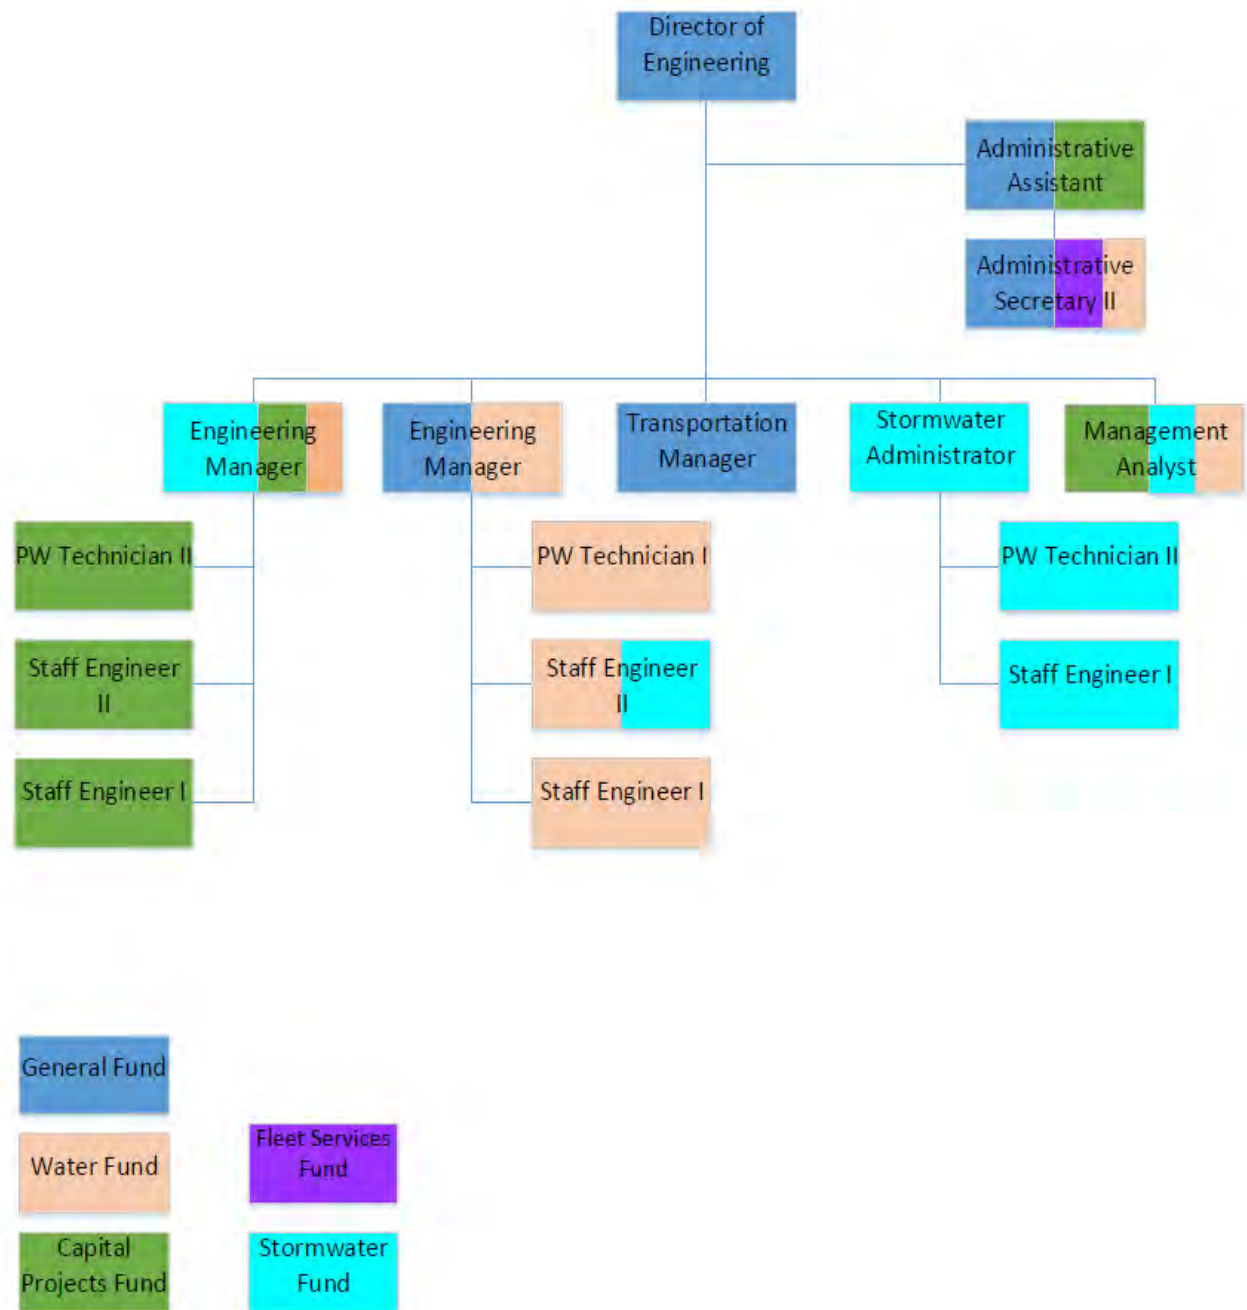 Director of
Engineering
Administrative
Assistant
Administrative
Secretary II
Engineering
Manager
Engineering
Manager
Transportation
Manager
Stormwater
Administrator
Management
Analyst
PW Technician II
PW Technician I
PW Technician II
Staff Engineer
II
Staff Engineer
II
Staff Engineer I
Staff Engineer I
Staff Engineer I
General Fund
Fleet Services
Fund
Water Fund
Capital
Projects Fund
Stormwater
Fund